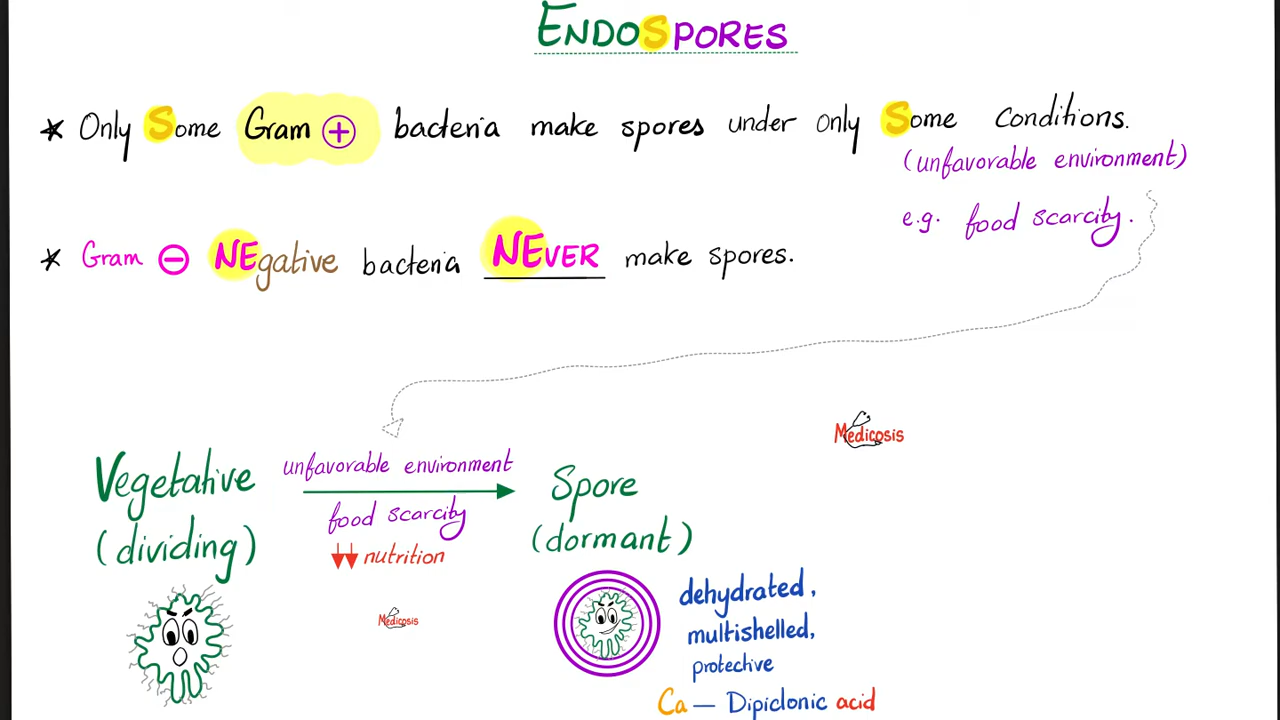 ENDOSPORES
* Only Some Gram + bacteria make spores under only Some conditions.
(unfavorable environment)
e.g. food scarcity.
* Gram − NEgative bacteria NEVER make spores.
Medicosis
Vegetative
(dividing)
unfavorable environment
food scarcity
↓↓ nutrition
Medicosis
Spore
(dormant)
dehydrated,
multishelled,
protective
Ca — Dipiclonic acid